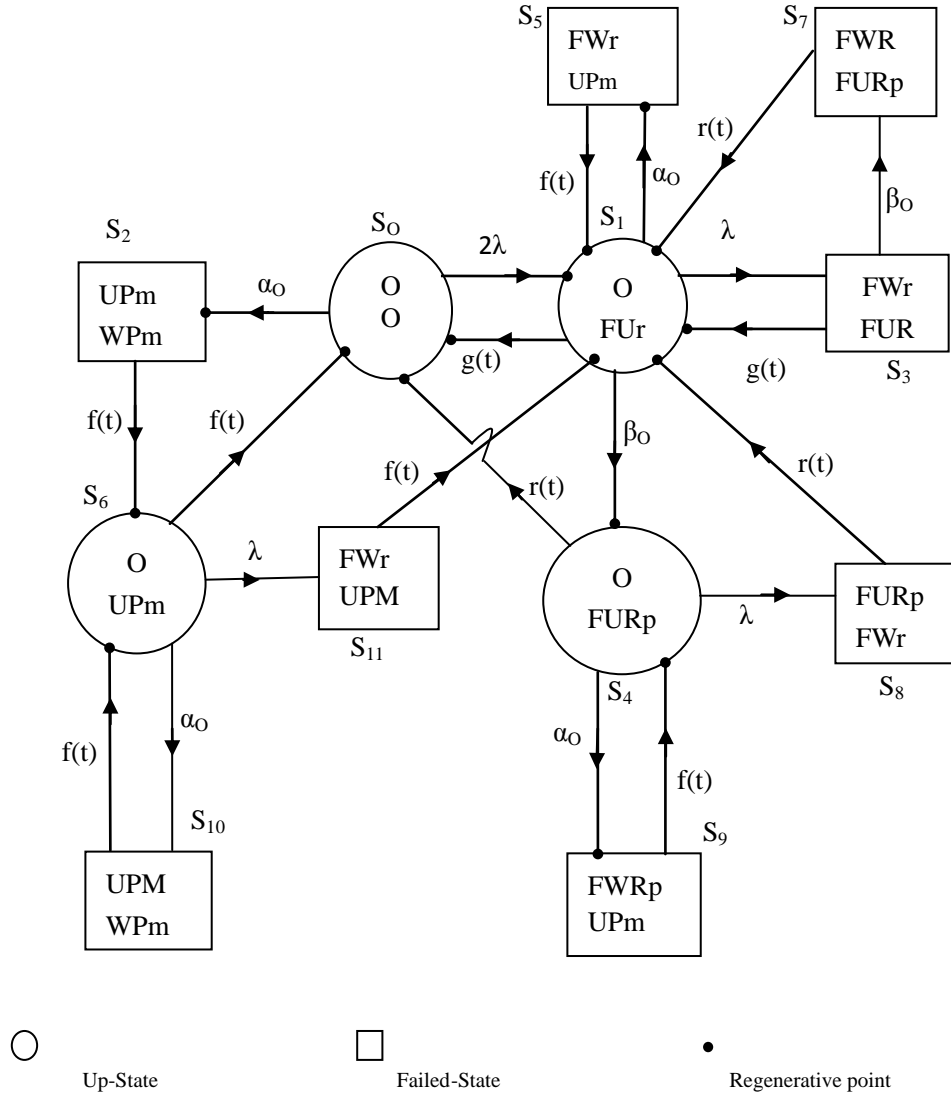 S5
S7
FWr
UPm
FWR
FURp
r(t)
f(t)
αO
βO
S2
SO
S1
2λ
λ
UPm
WPm
αO
O
O
O
FUr
FWr
FUR
g(t)
g(t)
S3
f(t)
f(t)
f(t)
βO
r(t)
r(t)
S6
O
UPm
λ
FWr
UPM
O
FURp
λ
FURp
FWr
S11
S4
S8
αO
f(t)
αO
f(t)
S10
S9
UPM
WPm
FWRp
UPm
Up-State
Failed-State
Regenerative point